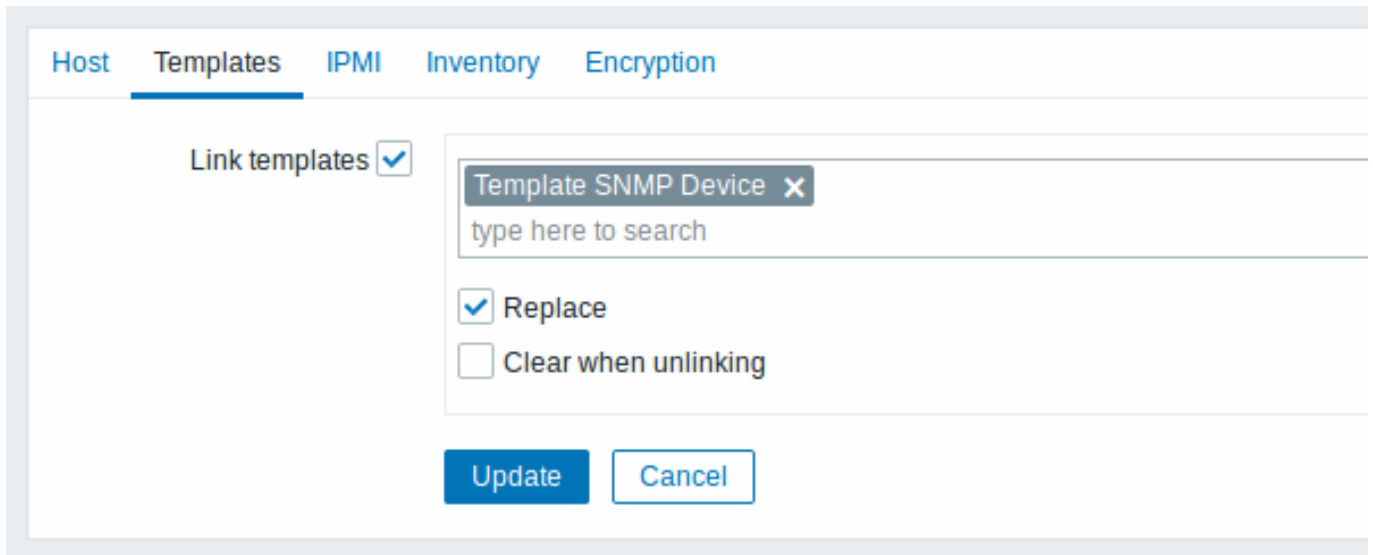 Host Templates IPMI Inventory Encryption
Link templates
Template SNMP Device
type here to search
Replace
Clear when unlinking
Update Cancel